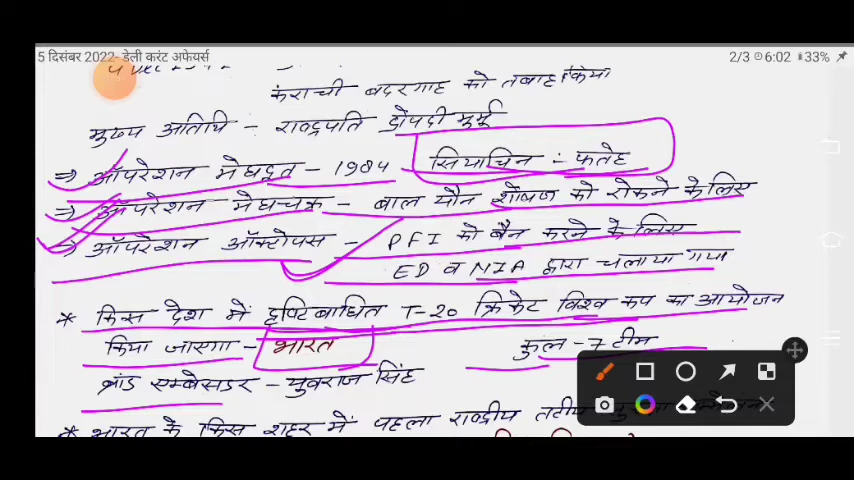 5 दिसंबर 2022- डेली करंट अफेयर्स 2/3 6:02 33%
कराची बदरगाह को तबाह किया
मुख्य अतिथि - राष्ट्रपति द्रोपदी मुर्मू
⇒ ऑपरेशन मेघदूत - 1984 सियाचिन :- फतेह
⇒ ऑपरेशन मेघचक्र - बाल यौन शोषण को रोकने के लिए
⇒ ऑपरेशन ऑक्टोपस - PFI को बैन करने के लिए
ED व NIA द्वारा चलाया गया
* किस देश में दृष्टिबाधित T-20 क्रिकेट विश्व कप का आयोजन
किया जाएगा - भारत कुल - 7 टीम
ब्रांड एम्बेसडर - युवराज सिंह
* भारत के किस शहर में पहला राष्ट्रीय तटीय